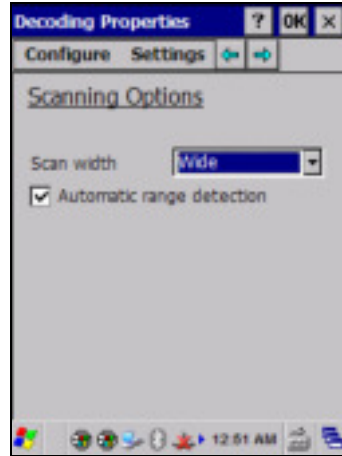 Decoding Properties ? OK ×
Configure Settings
Scanning Options
Scan width Wide
Automatic range detection
12:51 AM